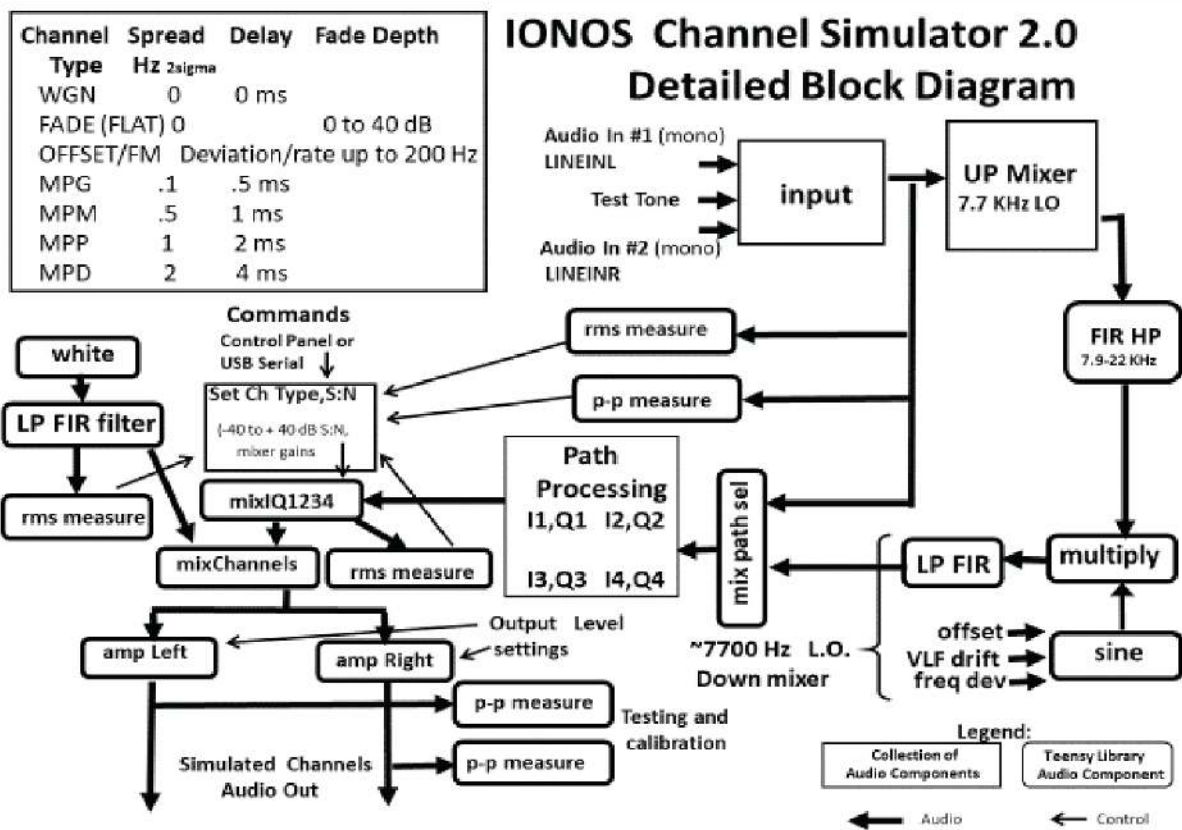 IONOS Channel Simulator 2.0
Detailed Block Diagram
Channel Spread Delay Fade Depth
Type Hz 2sigma
WGN 0 0 ms
FADE (FLAT) 0 0 to 40 dB
OFFSET/FM Deviation/rate up to 200 Hz
MPG .1 .5 ms
MPM .5 1 ms
MPP 1 2 ms
MPD 2 4 ms
Audio In #1 (mono)
LINEINL
Test Tone
Audio In #2 (mono)
LINEINR
input
UP Mixer
7.7 KHz LO
FIR HP
7.9-22 KHz
Commands
Control Panel or
USB Serial
rms measure
p-p measure
white
LP FIR filter
rms measure
Set Ch Type,S:N
(-40 to + 40 dB S:N,
mixer gains
mixIQ1234
mixChannels
rms measure
Path
Processing
I1,Q1 I2,Q2
I3,Q3 I4,Q4
mix path sel
LP FIR
multiply
offset
VLF drift
freq dev
sine
~7700 Hz L.O.
Down mixer
Output Level
settings
amp Left
amp Right
p-p measure
p-p measure
Testing and
calibration
Simulated Channels
Audio Out
Legend:
Collection of
Audio Components
Teensy Library
Audio Component
Audio
Control